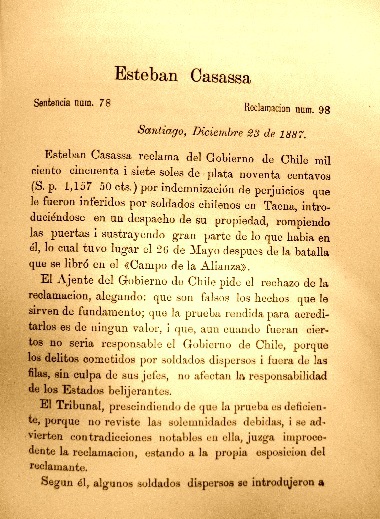 Esteban Casassa
Sentencia num. 78
Reclamacion num. 98
Santiago, Diciembre 23 de 1887.
Esteban Casassa reclama del Gobierno de Chile mil
ciento cincuenta i siete soles de plata noventa centavos
(S. p. 1,157 50 cts.) por indemnización de perjuicios que
le fueron inferidos por soldados chilenos en Tacna, intro-
duciéndose en un despacho de su propiedad, rompiendo
las puertas i sustrayendo gran parte de lo que habia en
él, lo cual tuvo lugar el 26 de Mayo despues de la batalla
que se libró en el «Campo de la Alianza».
El Ajente del Gobierno de Chile pide el rechazo de la
reclamacion, alegando: que son falsos los hechos que le
sirven de fundamento; que la prueba rendida para acredi-
tarlos es de ningun valor, i que, aun cuando fueran cier-
tos no seria responsable el Gobierno de Chile, porque
los delitos cometidos por soldados dispersos i fuera de las
filas, sin culpa de sus jefes, no afectan la responsabilidad
de los Estados belijerantes.
El Tribunal, prescindiendo de que la prueba es deficien-
te, porque no reviste las solemnidades debidas, i se ad-
vierten contradicciones notables en ella, juzga improce-
dente la reclamacion, estando a la propia esposicion del
reclamante.
Segun él, algunos soldados dispersos se introdujeron a